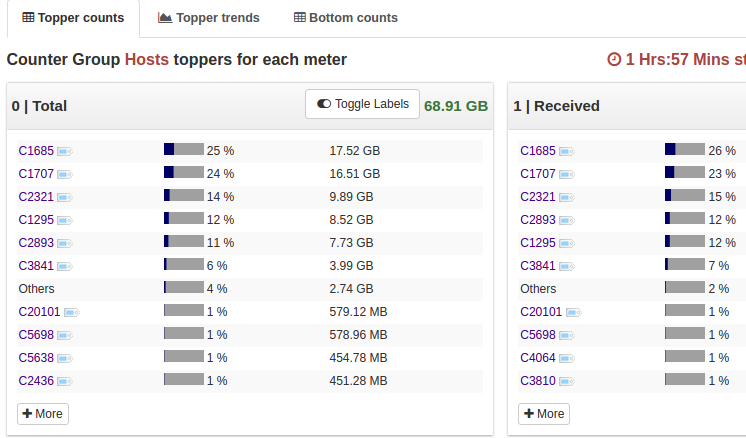 Topper counts Topper trends Bottom counts
Counter Group Hosts toppers for each meter
1 Hrs:57 Mins st
0 | Total Toggle Labels 68.91 GB
C1685 25 % 17.52 GB
C1707 24 % 16.51 GB
C2321 14 % 9.89 GB
C1295 12 % 8.52 GB
C2893 11 % 7.73 GB
C3841 6 % 3.99 GB
Others 4 % 2.74 GB
C20101 1 % 579.12 MB
C5698 1 % 578.96 MB
C5638 1 % 454.78 MB
C2436 1 % 451.28 MB
More
1 | Received
C1685 26 %
C1707 23 %
C2321 15 %
C2893 12 %
C1295 12 %
C3841 7 %
Others 2 %
C20101 1 %
C5698 1 %
C4064 1 %
C3810 1 %
More